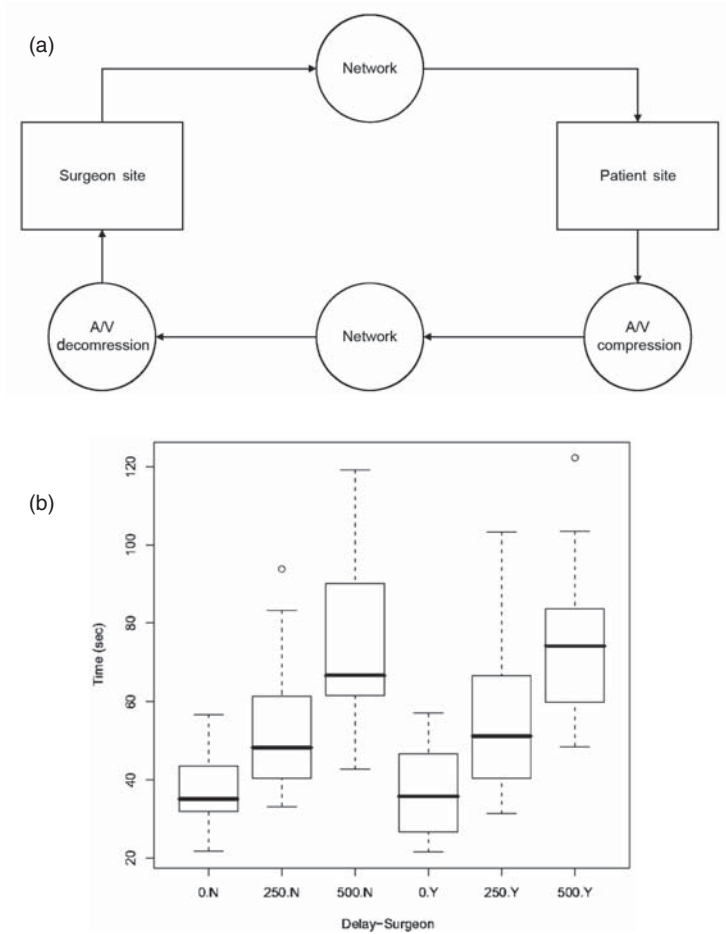 (a)
Network
Surgeon site
Patient site
A/V
decomression
Network
A/V
compression
(b)
Time (sec)
120
100
80
60
40
20
0.N
250.N
500.N
0.Y
250.Y
500.Y
Delay-Surgeon